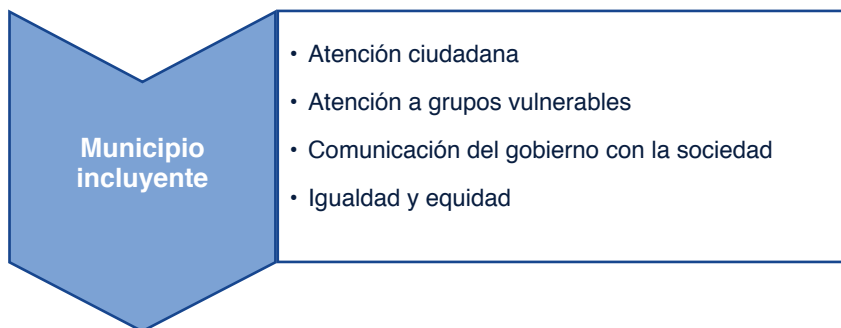 Municipio
incluyente
• Atención ciudadana
• Atención a grupos vulnerables
• Comunicación del gobierno con la sociedad
• Igualdad y equidad